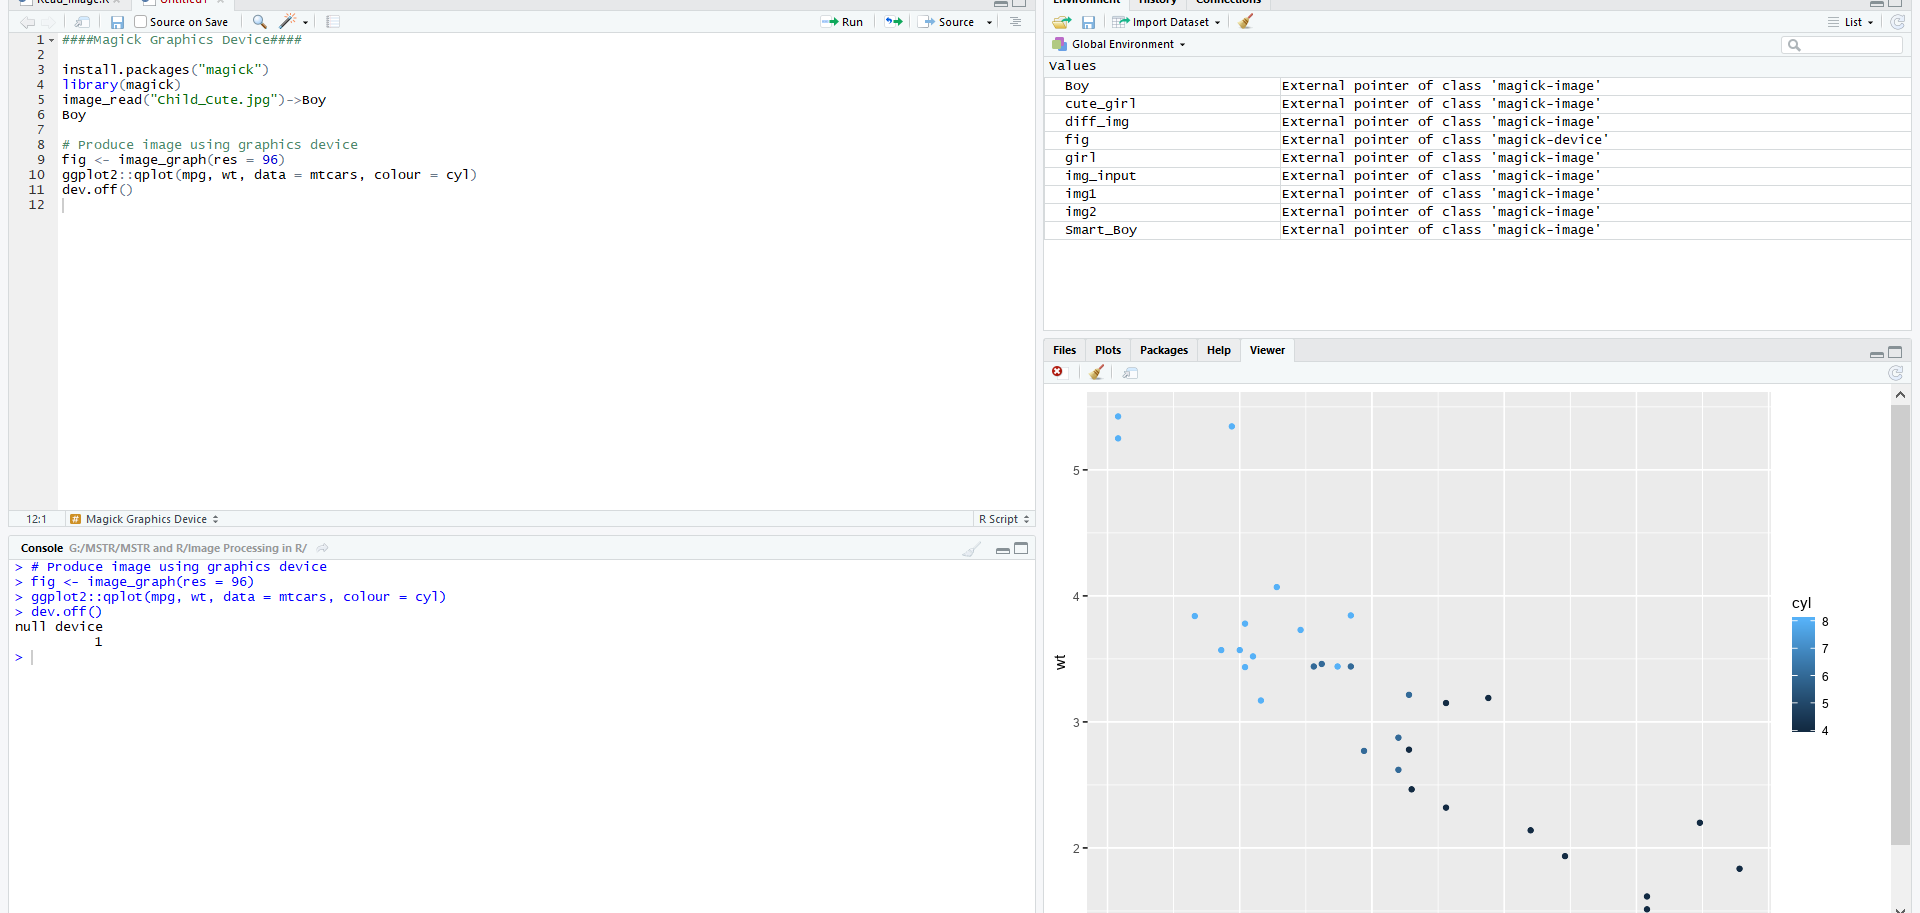 Read_Image.R
Untitled1
Source on Save
Run
Source
1 ####Magick Graphics Device####
2
3 install.packages("magick")
4 library(magick)
5 image_read("Child_Cute.jpg")->Boy
6 Boy
7
8 # Produce image using graphics device
9 fig <- image_graph(res = 96)
10 ggplot2::qplot(mpg, wt, data = mtcars, colour = cyl)
11 dev.off()
12
12:1
# Magick Graphics Device
R Script
Console G:/MSTR/MSTR and R/Image Processing in R/
> # Produce image using graphics device
> fig <- image_graph(res = 96)
> ggplot2::qplot(mpg, wt, data = mtcars, colour = cyl)
> dev.off()
null device
1
>
Environment History Connections
Import Dataset
List
Global Environment
Values
Boy External pointer of class 'magick-image'
cute_girl External pointer of class 'magick-image'
diff_img External pointer of class 'magick-image'
fig External pointer of class 'magick-device'
girl External pointer of class 'magick-image'
img_input External pointer of class 'magick-image'
img1 External pointer of class 'magick-image'
img2 External pointer of class 'magick-image'
Smart_Boy External pointer of class 'magick-image'
Files Plots Packages Help Viewer
5
4
3
2
wt
cyl
8
7
6
5
4